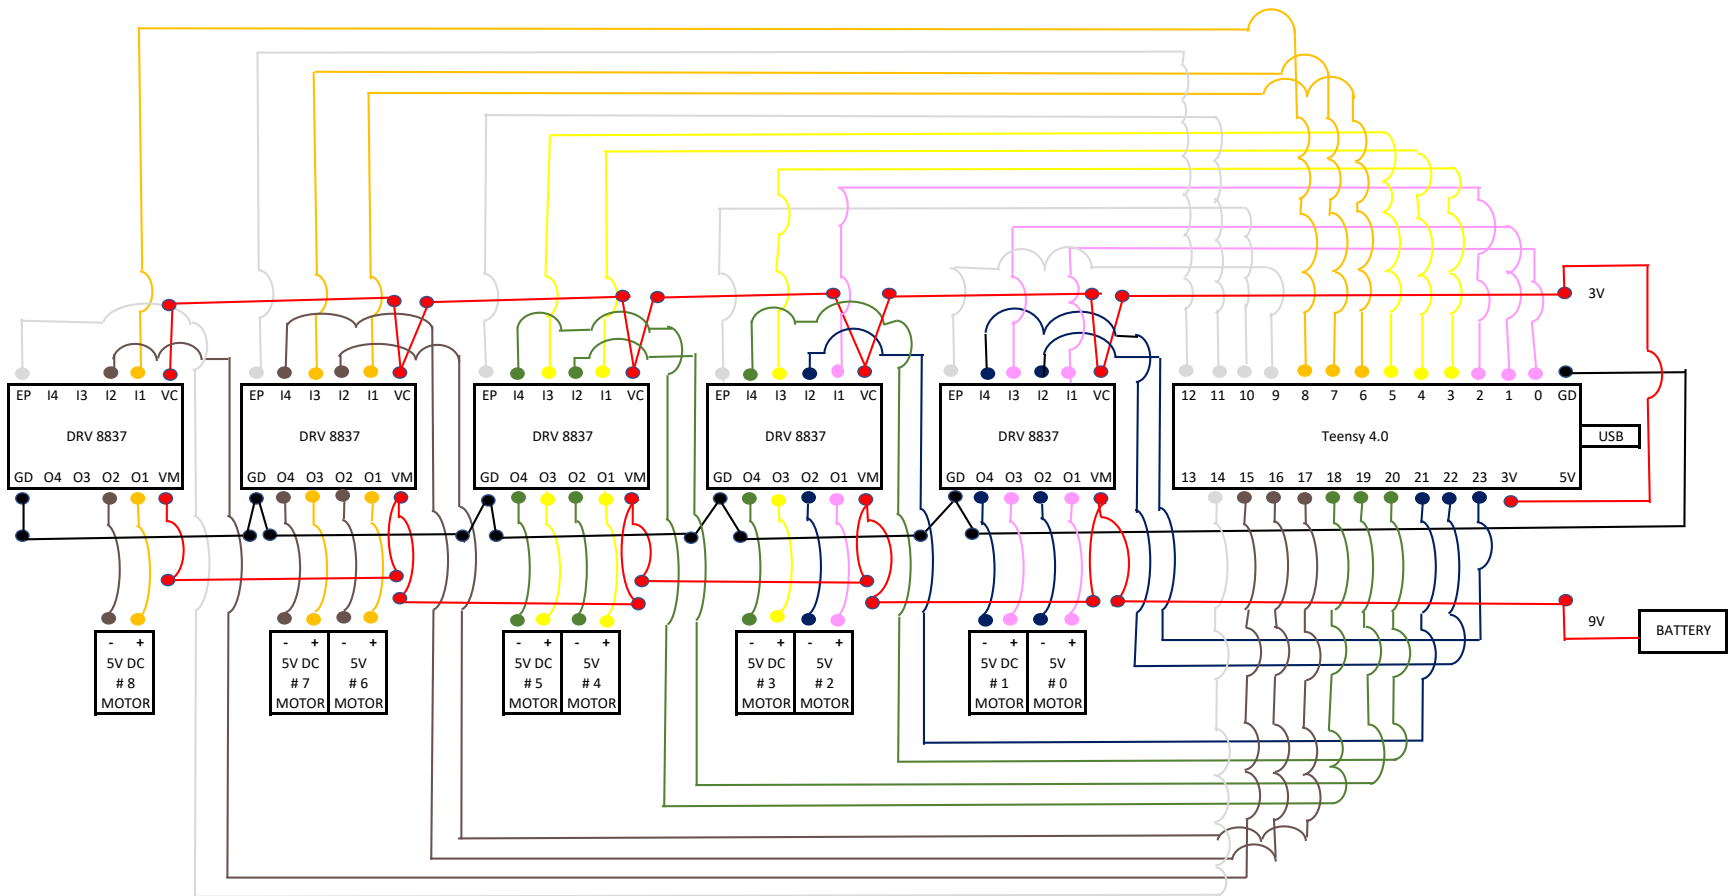 3V
EP I4 I3 I2 I1 VC
DRV 8837
GD O4 O3 O2 O1 VM
EP I4 I3 I2 I1 VC
DRV 8837
GD O4 O3 O2 O1 VM
EP I4 I3 I2 I1 VC
DRV 8837
GD O4 O3 O2 O1 VM
EP I4 I3 I2 I1 VC
DRV 8837
GD O4 O3 O2 O1 VM
EP I4 I3 I2 I1 VC
DRV 8837
GD O4 O3 O2 O1 VM
12 11 10 9 8 7 6 5 4 3 2 1 0 GD
Teensy 4.0
13 14 15 16 17 18 19 20 21 22 23 3V 5V
USB
9V
BATTERY
- +
5V DC
# 8
MOTOR
- +
5V DC
# 7
MOTOR
- +
5V
# 6
MOTOR
- +
5V DC
# 5
MOTOR
- +
5V
# 4
MOTOR
- +
5V DC
# 3
MOTOR
- +
5V
# 2
MOTOR
- +
5V DC
# 1
MOTOR
- +
5V
# 0
MOTOR